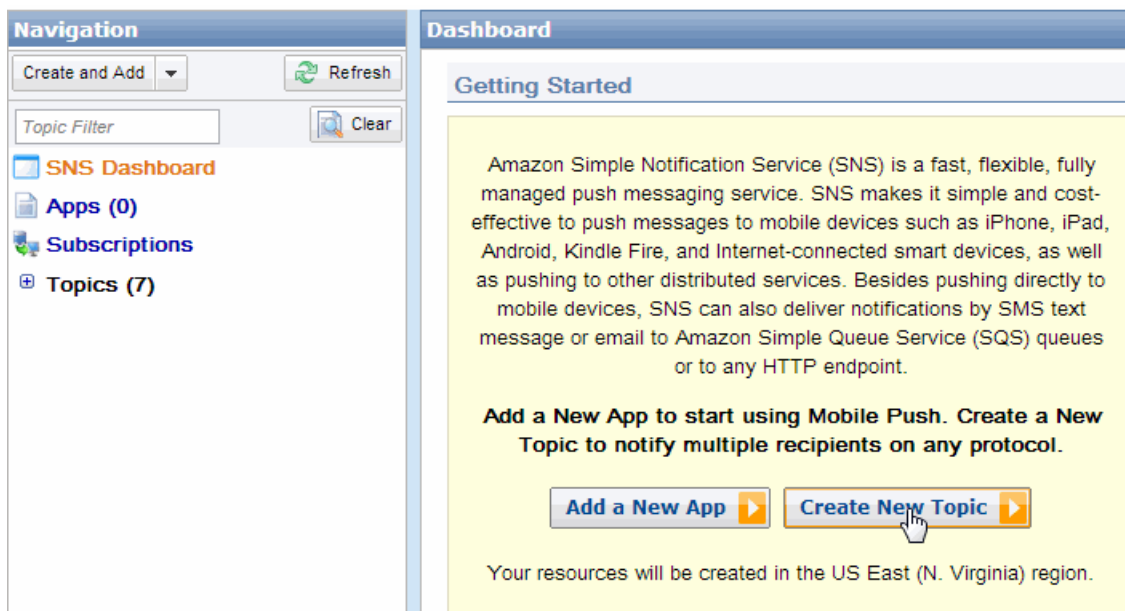 Navigation
Create and Add
Refresh
Topic Filter
Clear
SNS Dashboard
Apps (0)
Subscriptions
Topics (7)
Dashboard
Getting Started
Amazon Simple Notification Service (SNS) is a fast, flexible, fully
managed push messaging service. SNS makes it simple and cost-
effective to push messages to mobile devices such as iPhone, iPad,
Android, Kindle Fire, and Internet-connected smart devices, as well
as pushing to other distributed services. Besides pushing directly to
mobile devices, SNS can also deliver notifications by SMS text
message or email to Amazon Simple Queue Service (SQS) queues
or to any HTTP endpoint.
Add a New App to start using Mobile Push. Create a New
Topic to notify multiple recipients on any protocol.
Add a New App
Create New Topic
Your resources will be created in the US East (N. Virginia) region.